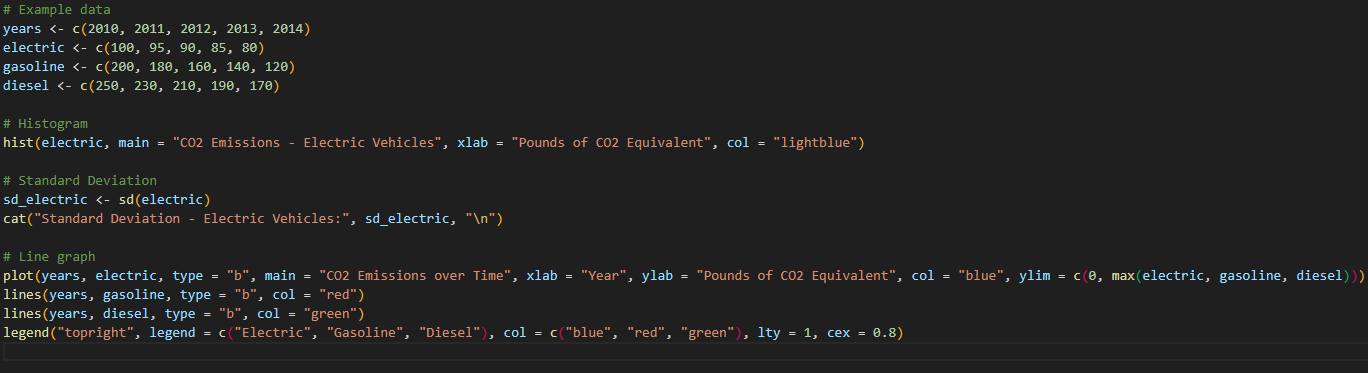 # Example data
years <- c(2010, 2011, 2012, 2013, 2014)
electric <- c(100, 95, 90, 85, 80)
gasoline <- c(200, 180, 160, 140, 120)
diesel <- c(250, 230, 210, 190, 170)
# Histogram
hist(electric, main = "CO2 Emissions - Electric Vehicles", xlab = "Pounds of CO2 Equivalent", col = "lightblue")
# Standard Deviation
sd_electric <- sd(electric)
cat("Standard Deviation - Electric Vehicles:", sd_electric, "\n")
# Line graph
plot(years, electric, type = "b", main = "CO2 Emissions over Time", xlab = "Year", ylab = "Pounds of CO2 Equivalent", col = "blue", ylim = c(0, max(electric, gasoline, diesel)))
lines(years, gasoline, type = "b", col = "red")
lines(years, diesel, type = "b", col = "green")
legend("topright", legend = c("Electric", "Gasoline", "Diesel"), col = c("blue", "red", "green"), lty = 1, cex = 0.8)